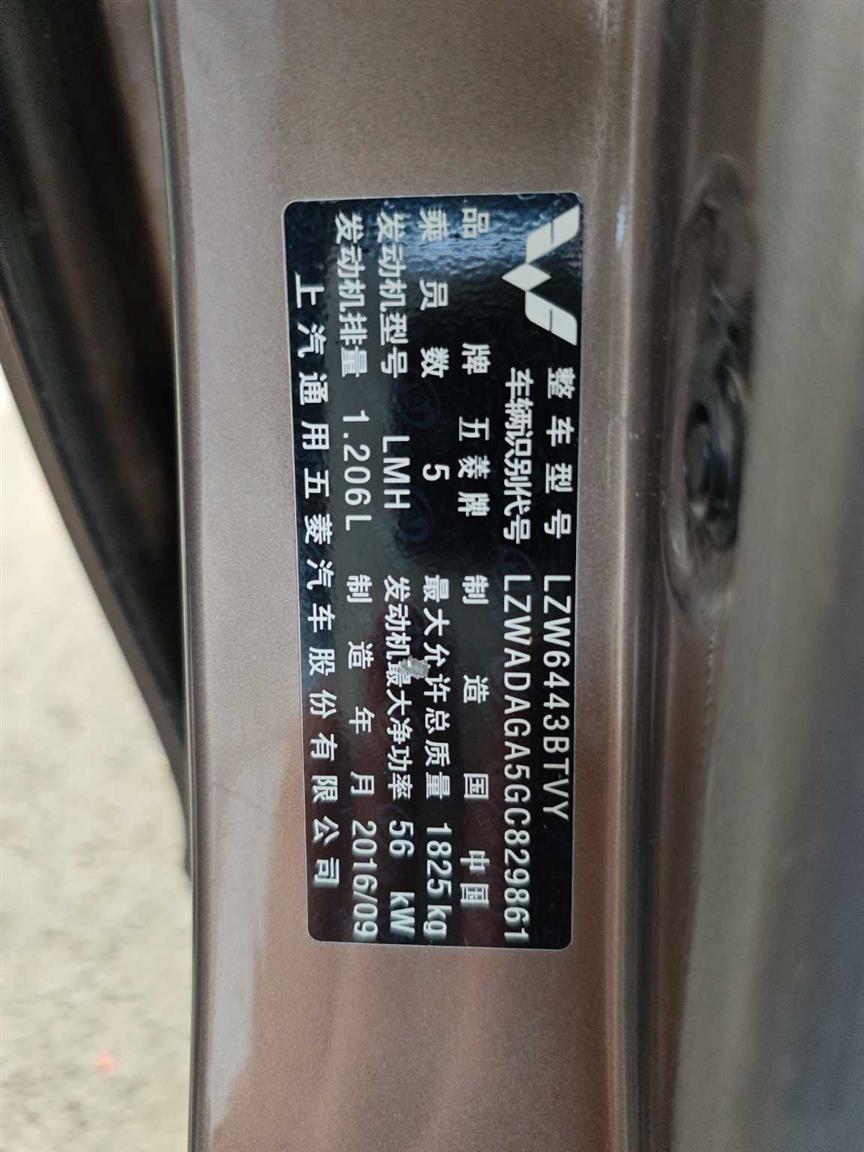 整车型号 LZW6443BTVY
车辆识别代号 LZWADAGA5GC829861
品牌 五菱牌 制造国 中国
乘员数 5 最大允许总质量 1825kg
发动机型号 LMH 发动机最大净功率 56 kW
发动机排量 1.206L 制造年月 2016/09
上汽通用五菱汽车股份有限公司